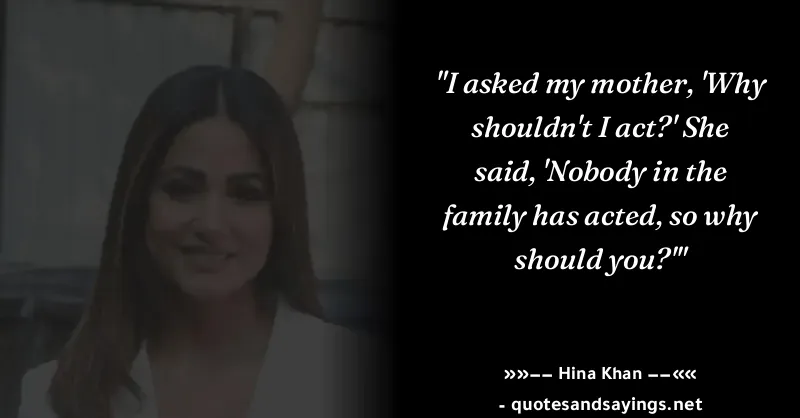 "I asked my mother, 'Why
shouldn't I act?' She
said, 'Nobody in the
family has acted, so why
should you?'"
»»−− Hina Khan −−««
- quotesandsayings.net